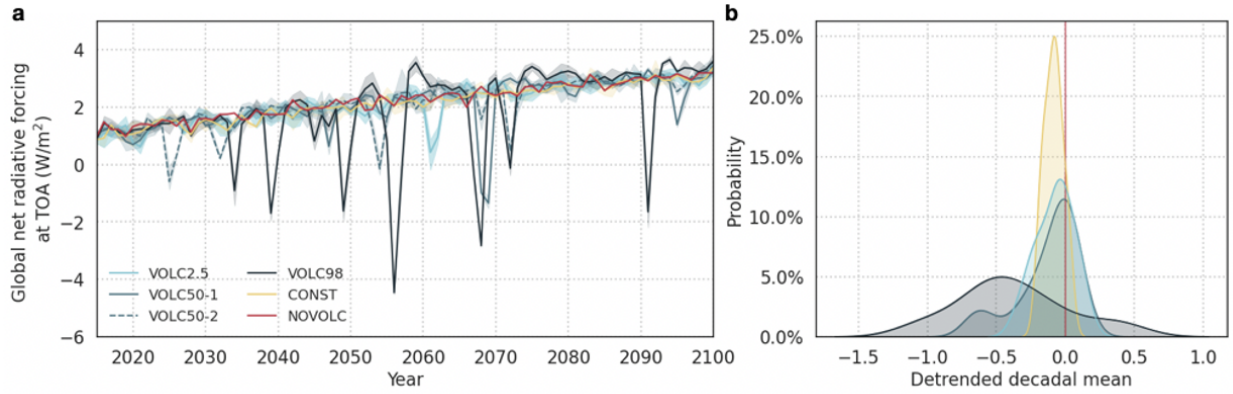 a
Global net radiative forcing
at TOA (W/m²)
4
2
0
−2
−4
−6
VOLC2.5
VOLC50-1
VOLC50-2
VOLC98
CONST
NOVOLC
2020 2030 2040 2050 2060 2070 2080 2090 2100
Year
b
Probability
25.0%
20.0%
15.0%
10.0%
5.0%
0.0%
−1.5 −1.0 −0.5 0.0 0.5 1.0
Detrended decadal mean